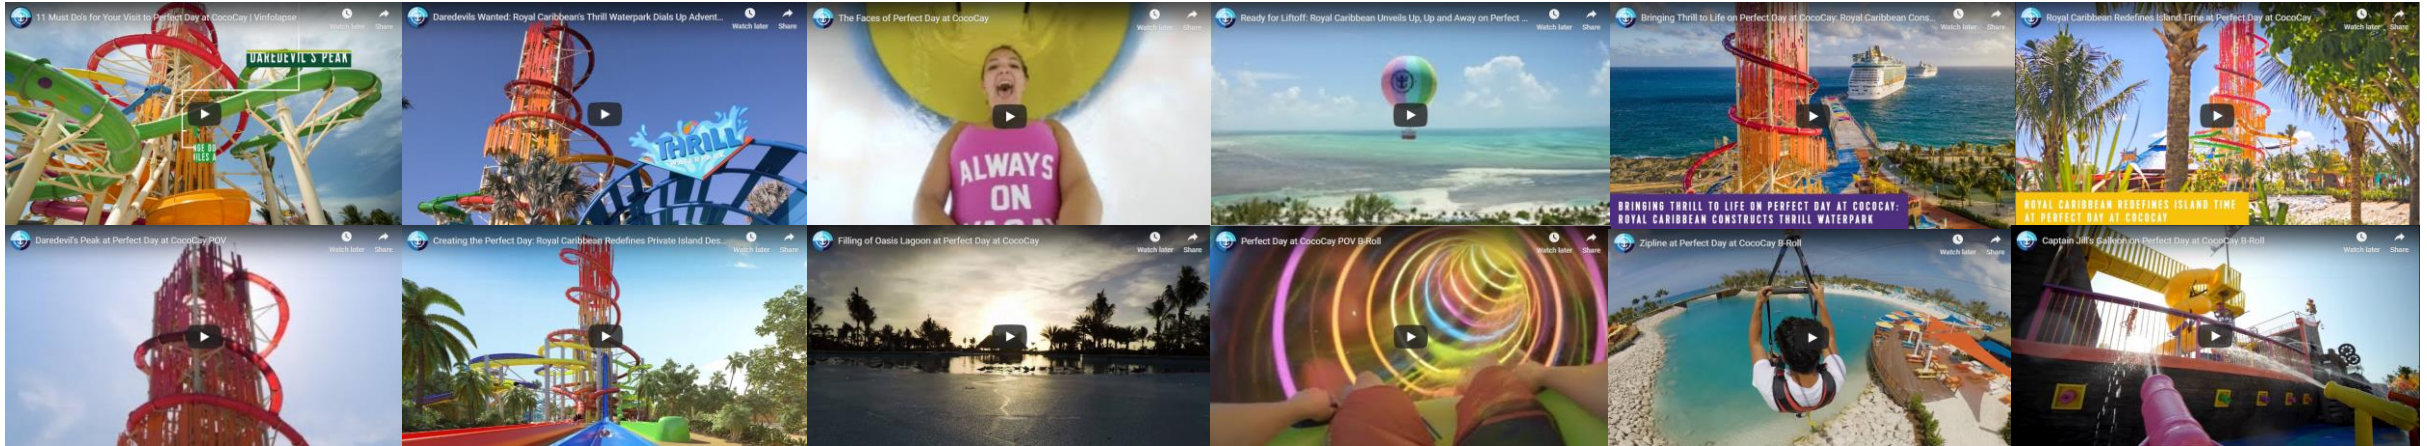 11 Must Do's for Your Visit to Perfect Day at CocoCay | Vinfolapse
Watch later
Share
DAREDEVIL'S PEAK
Daredevils Wanted: Royal Caribbean's Thrill Waterpark Dials Up Advent...
Watch later
Share
THRILL
WATERPARK
The Faces of Perfect Day at CocoCay
Watch later
Share
ALWAYS
ON
Ready for Liftoff: Royal Caribbean Unveils Up, Up and Away on Perfect ...
Watch later
Share
Bringing Thrill to Life on Perfect Day at CocoCay: Royal Caribbean Cons...
Watch later
Share
BRINGING THRILL TO LIFE ON PERFECT DAY AT COCOCAY:
ROYAL CARIBBEAN CONSTRUCTS THRILL WATERPARK
Royal Caribbean Redefines Island Time at Perfect Day at CocoCay
Watch later
Share
ROYAL CARIBBEAN REDEFINES ISLAND TIME
AT PERFECT DAY AT COCOCAY
Daredevil's Peak at Perfect Day at CocoCay POV
Watch later
Share
Creating the Perfect Day: Royal Caribbean Redefines Private Island Des...
Watch later
Share
Filling of Oasis Lagoon at Perfect Day at CocoCay
Watch later
Share
Perfect Day at CocoCay POV B-Roll
Watch later
Share
Zipline at Perfect Day at CocoCay B-Roll
Watch later
Share
Captain Jill's Galleon on Perfect Day at CocoCay B-Roll
Watch later
Share